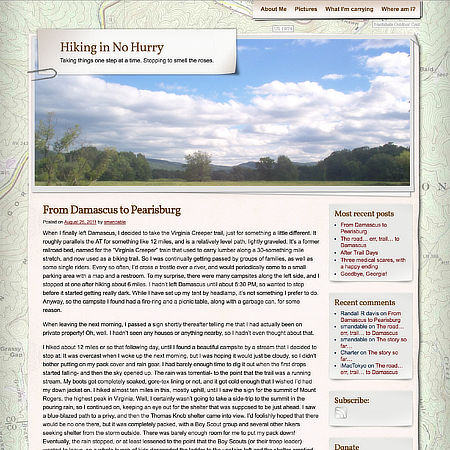 About Me
Pictures
What I'm carrying
Where am I?
Hiking in No Hurry
Taking things one step at a time. Stopping to smell the roses.
From Damascus to Pearisburg
Posted on August 25, 2011 by smendable
When I finally left Damascus, I decided to take the Virginia Creeper trail, just for something a little different. It
roughly parallels the AT for something like 12 miles, and is a relatively level path, lightly graveled. It's a former
railroad bed, named for the "Virginia Creeper" train that used to carry lumber along a 30-something mile
stretch, and now used as a biking trail. So I was continually getting passed by groups of families, as well as
some single riders. Every so often, I'd cross a trestle over a river, and would periodically come to a small
parking area with a map and a restroom. To my surprise, there were many campsites along the left side, and I
stopped at one after hiking about 6 miles. I hadn't left Damascus until about 5:30 PM, so wanted to stop
before it started getting really dark. While I have set up my tent by headlamp, it's not something I prefer to do.
Anyway, so the campsite I found had a fire-ring and a picnic table, along with a garbage can, for some
reason.
When leaving the next morning, I passed a sign shortly thereafter telling me that I had actually been on
private property! Oh, well. I hadn't seen any houses or anything nearby, so I hadn't even thought about that.
I hiked about 12 miles or so that following day, until I found a beautiful campsite by a stream that I decided to
stop at. It was overcast when I woke up the next morning, but I was hoping it would just be cloudy, so I didn't
bother putting on my pack cover and rain gear. I had barely enough time to dig it out when the first drops
started falling- and then the sky opened up. The rain was torrential- to the point that the trail was a running
stream. My boots got completely soaked, gore-tex lining or not, and it got cold enough that I wished I'd had
my down jacket on. I hiked almost ten miles in this, mostly uphill, until I saw the sign for the summit of Mount
Rogers, the highest peak in Virginia. Well, I certainly wasn't going to take a side-trip to the summit in the
pouring rain, so I continued on, keeping an eye out for the shelter that was supposed to be just ahead. I saw
a blue-blazed path to a privy, and then the Thomas Knob shelter came into view. I'd foolishly hoped that there
would be no one there, but it was completely packed, with a Boy Scout group and several other hikers
seeking shelter from the storm outside. There was barely enough room for me to put my pack down!
Eventually, the rain stopped, or at least lessened to the point that the Boy Scouts (or their troop leader)
Most recent posts
From Damascus to
Pearisburg
The road… err, trail… to
Damascus
After Trail Days
Three medical scares, with
a happy ending
Goodbye, Georgia!
Recent comments
Randall R davis on From
Damascus to Pearisburg
smandable on The road…
err, trail… to Damascus
smandable on The story so
far…
Charter on The story so
far…
iMacTokyo on The road…
err, trail… to Damascus
Subscribe:
Donate